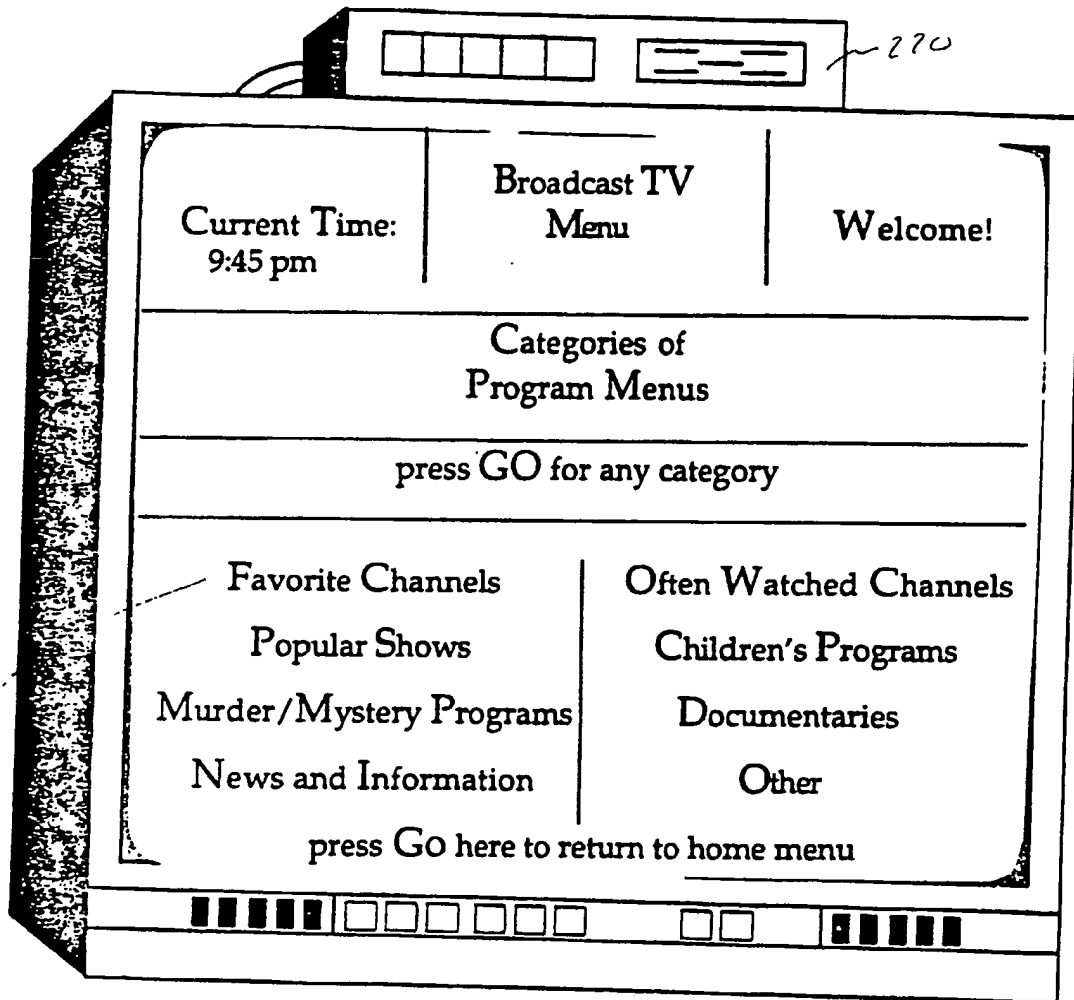 220
Broadcast TV
Menu
Current Time:
9:45 pm
Welcome!
Categories of
Program Menus
press GO for any category
Favorite Channels
Often Watched Channels
Popular Shows
Children's Programs
Murder/Mystery Programs
Documentaries
News and Information
Other
press Go here to return to home menu